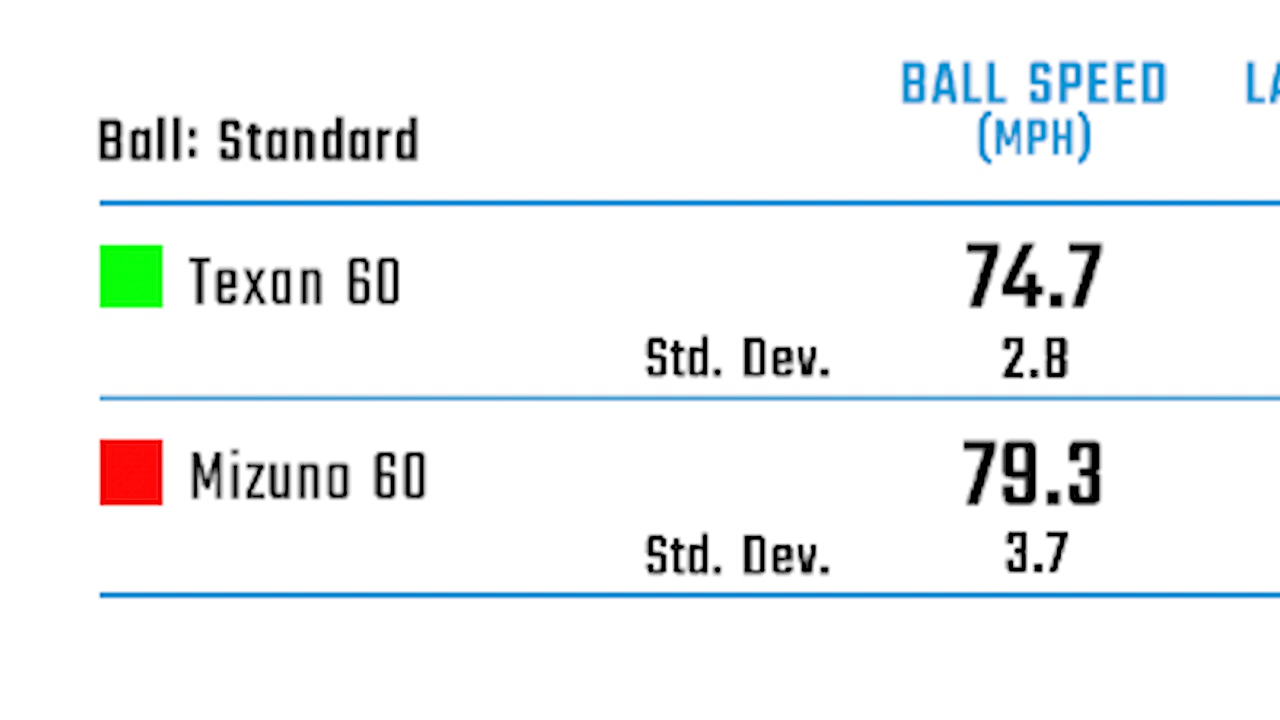 BALL SPEED LA
(MPH)
Ball: Standard
Texan 60 74.7
Std. Dev. 2.8
Mizuno 60 79.3
Std. Dev. 3.7